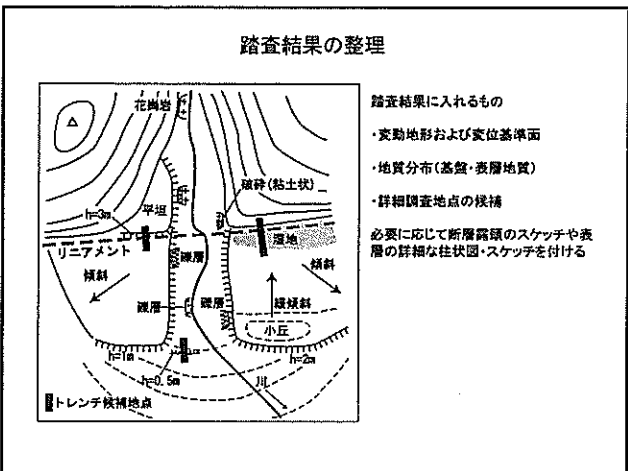 踏査結果の整理
花崗岩
破砕(粘土状)
平坦
h=3m
リニアメント
湿地
礫層
傾斜
傾斜
緩傾斜
礫層
礫層
小丘
h=1m
h=2m
h=0.5m
川
トレンチ候補地点
踏査結果に入れるもの
・変動地形および変位基準面
・地質分布(基盤・表層地質)
・詳細調査地点の候補
必要に応じて断層露頭のスケッチや表
層の詳細な柱状図・スケッチを付ける